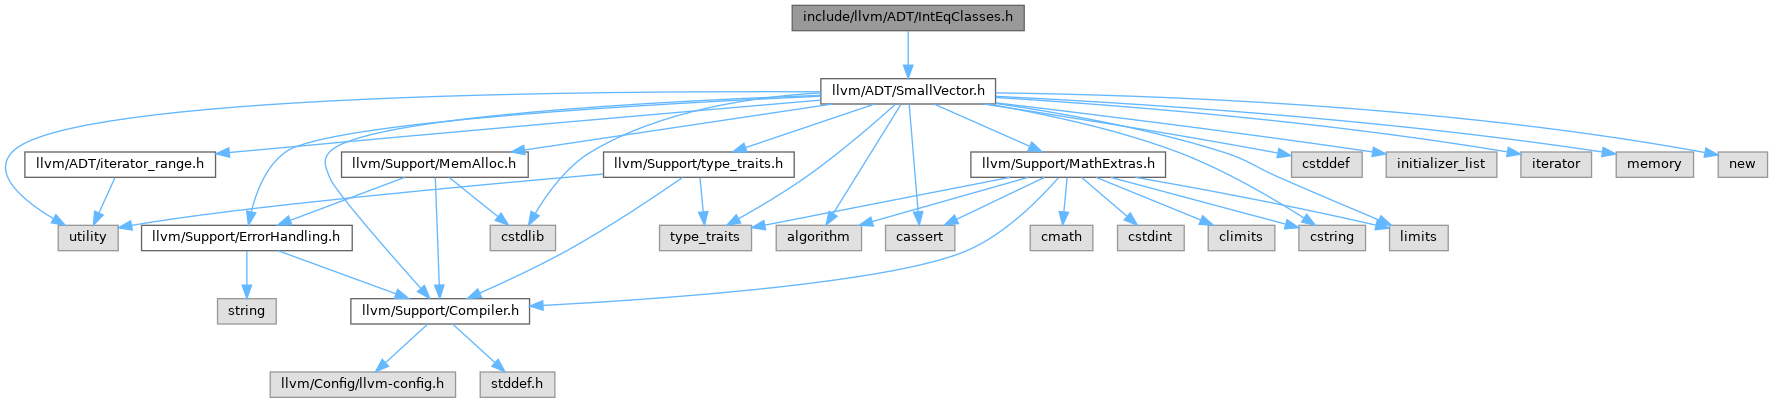 include/llvm/ADT/IntEqClasses.h
llvm/ADT/SmallVector.h
llvm/ADT/iterator_range.h
llvm/Support/MemAlloc.h
llvm/Support/type_traits.h
llvm/Support/MathExtras.h
cstddef
initializer_list
iterator
memory
new
utility
llvm/Support/ErrorHandling.h
cstdlib
type_traits
algorithm
cassert
cmath
cstdint
climits
cstring
limits
string
llvm/Support/Compiler.h
llvm/Config/llvm-config.h
stddef.h